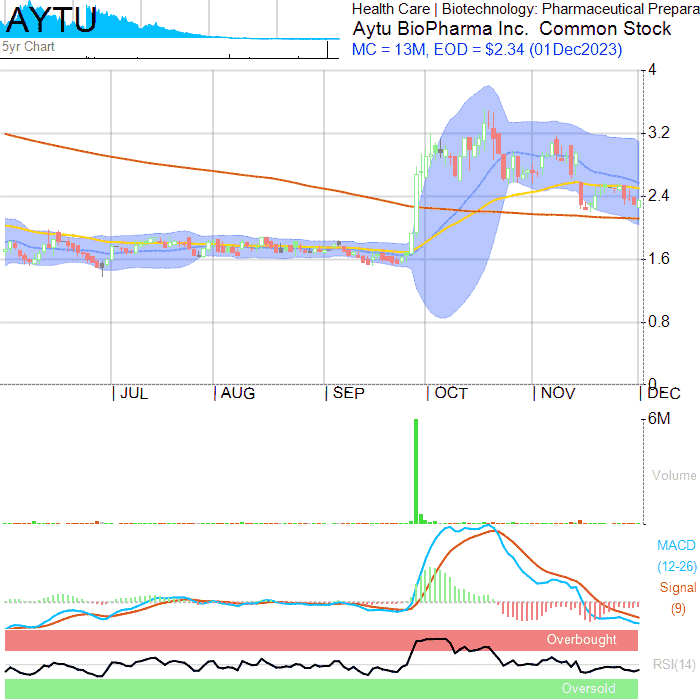 AYTU
5yr Chart
Health Care | Biotechnology: Pharmaceutical Prepara
Aytu BioPharma Inc. Common Stock
MC = 13M, EOD = $2.34 (01Dec2023)
4
3.2
2.4
1.6
0.8
0
JUL AUG SEP OCT NOV DEC
6M
Volume
MACD
(12-26)
Signal
(9)
Overbought
RSI(14)
Oversold